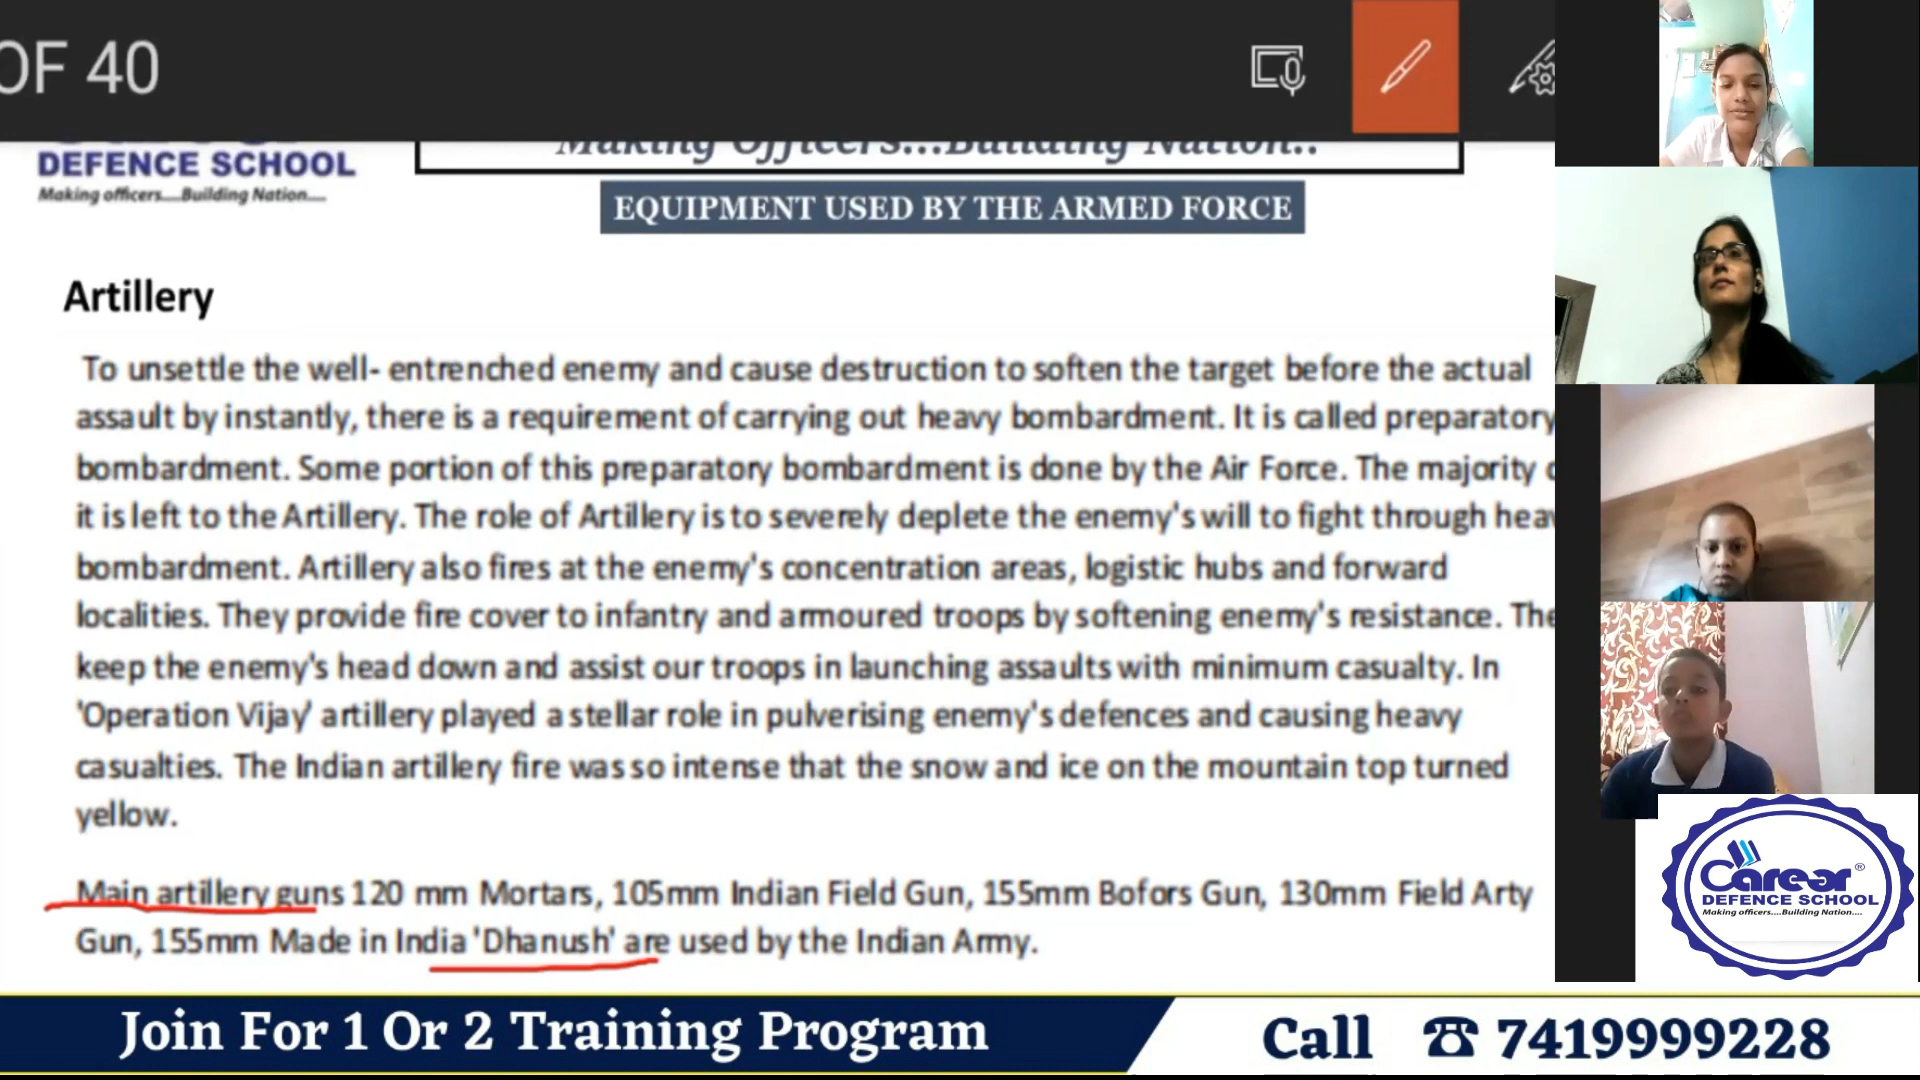 OF 40
DEFENCE SCHOOL
Making officers....Building Nation....
Making Officers...Building Nation..
EQUIPMENT USED BY THE ARMED FORCE
Artillery
To unsettle the well- entrenched enemy and cause destruction to soften the target before the actual
assault by instantly, there is a requirement of carrying out heavy bombardment. It is called preparatory
bombardment. Some portion of this preparatory bombardment is done by the Air Force. The majority
it is left to the Artillery. The role of Artillery is to severely deplete the enemy's will to fight through
bombardment. Artillery also fires at the enemy's concentration areas, logistic hubs and forward
localities. They provide fire cover to infantry and armoured troops by softening enemy's resistance. The
keep the enemy's head down and assist our troops in launching assaults with minimum casualty. In
'Operation Vijay' artillery played a stellar role in pulverising enemy's defences and causing heavy
casualties. The Indian artillery fire was so intense that the snow and ice on the mountain top turned
yellow.
Main artillery guns 120 mm Mortars, 105mm Indian Field Gun, 155mm Bofors Gun, 130mm Field Arty
Gun, 155mm Made in India 'Dhanush' are used by the Indian Army.
Carear ®
DEFENCE SCHOOL
Making officers....Building Nation....
Join For 1 Or 2 Training Program
Call ☎ 7419999228